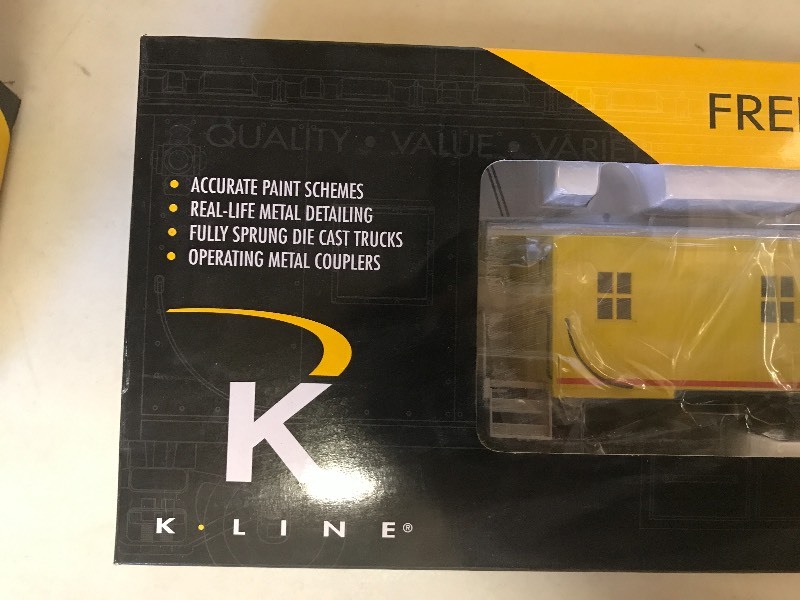 FREI
QUALITY • VALUE • VARIE
• ACCURATE PAINT SCHEMES
• REAL-LIFE METAL DETAILING
• FULLY SPRUNG DIE CAST TRUCKS
• OPERATING METAL COUPLERS
K
K·LINE®